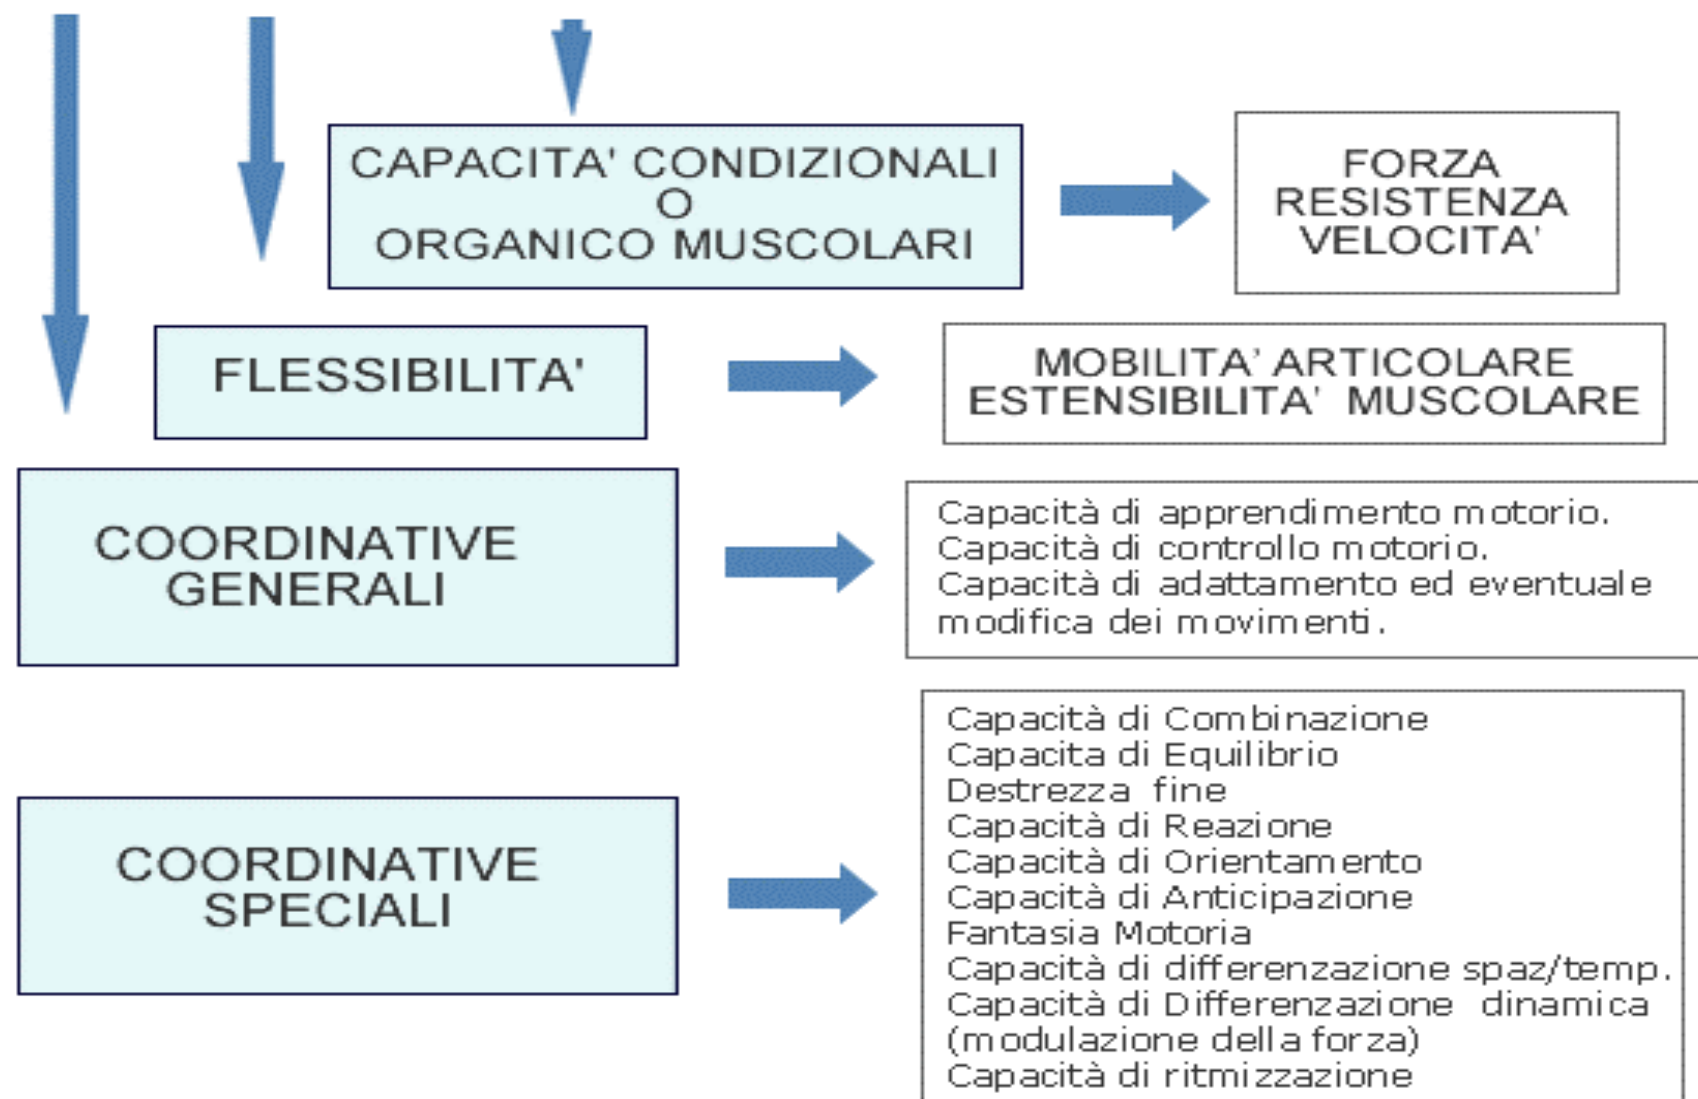 CAPACITA' CONDIZIONALI
O
ORGANICO MUSCOLARI
FORZA
RESISTENZA
VELOCITA'
FLESSIBILITA'
MOBILITA’ ARTICOLARE
ESTENSIBILITA’ MUSCOLARE
COORDINATIVE
GENERALI
Capacità di apprendimento motorio.
Capacità di controllo motorio.
Capacità di adattamento ed eventuale
modifica dei movimenti.
COORDINATIVE
SPECIALI
Capacità di Combinazione
Capacita di Equilibrio
Destrezza fine
Capacità di Reazione
Capacità di Orientamento
Capacità di Anticipazione
Fantasia Motoria
Capacità di differenzazione spaz/temp.
Capacità di Differenzazione dinamica
(modulazione della forza)
Capacità di ritmizzazione